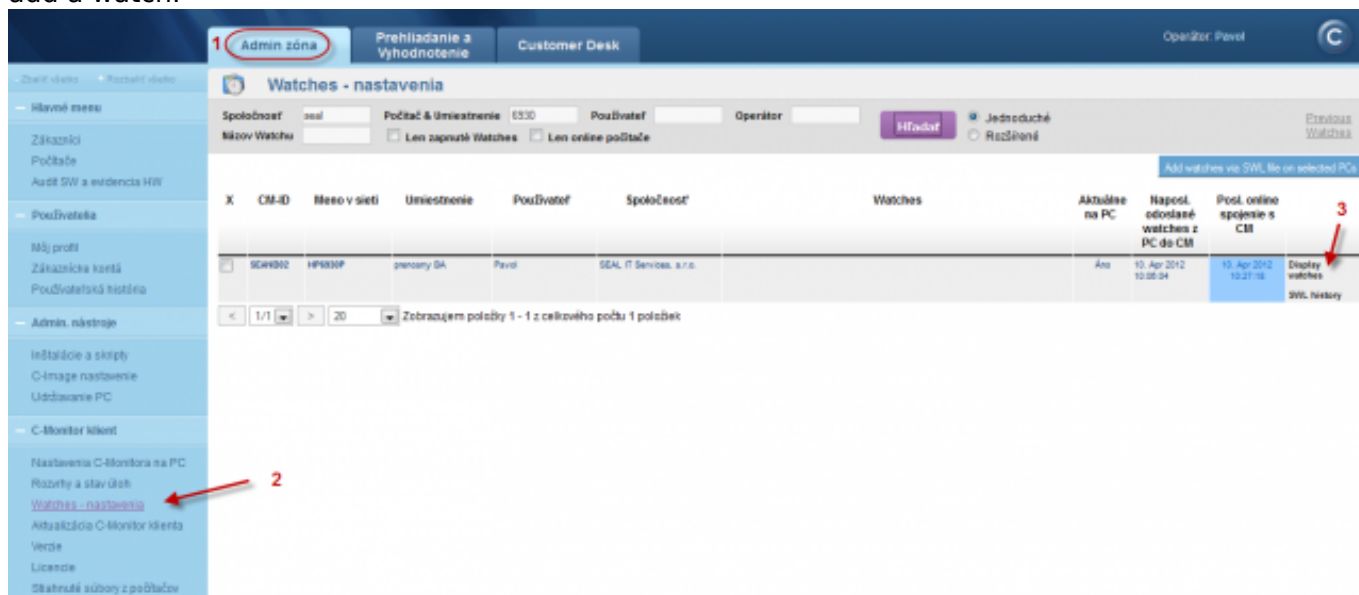 1 Admin zóna
Prehliadanie a
Vyhodnotenie
Customer Desk
Operátor: Pavol
Zbaliť všetko
Rozbaliť všetko
Hlavné menu
Zákazníci
Počítače
Audit SW a evidencia HW
Používatelia
Môj profil
Zákaznícke kontá
Používateľská história
Admin. nástroje
Inštalácie a skripty
C-Image nastavenie
Udržiavanie PC
C-Monitor klient
Nastavenia C-Monitora na PC
Rozvrhy a stav úloh
Watches - nastavenia
2
Aktualizácia C-Monitor klienta
Verzie
Licencie
Stiahnuté súbory z počítačov
Watches - nastavenia
Spoločnosť seal Počítač & Umiestnenie 6930 Používateľ Operátor
Názov Watchu Len zapnuté Watches Len online počítače
Hľadať
Jednoduché
Rozšírené
Previous
Watches
Add watches via SWL file on selected PCs
X CM-ID Meno v sieti Umiestnenie Používateľ Spoločnosť Watches
Aktuálne
na PC
Naposl.
odoslané
watches z
PC do CM
Posl. online
spojenie s
CM
3
HP6930P prenosny BA Pavol SEAL IT Services, s.r.o. Áno
10. Apr 2012
10. Apr 2012
Display
watches
SWL history
< 1/1 > 20 Zobrazujem položky 1 - 1 z celkového počtu 1 položiek